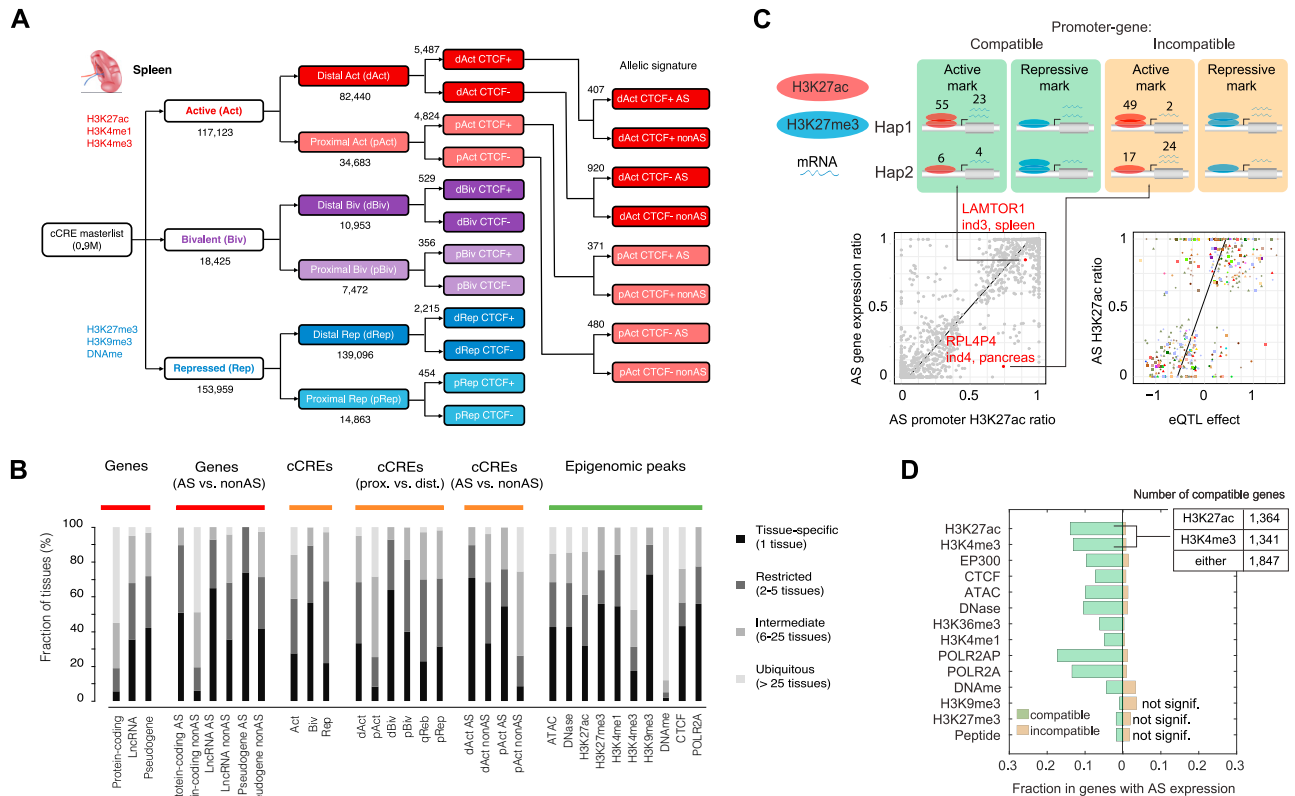 A
Spleen
H3K27ac
H3K4me1
H3K4me3
cCRE masterlist
(0.9M)
H3K27me3
H3K9me3
DNAme
Active (Act)
117,123
Bivalent (Biv)
18,425
Repressed (Rep)
153,959
Distal Act (dAct)
82,440
Proximal Act (pAct)
34,683
Distal Biv (dBiv)
10,953
Proximal Biv (pBiv)
7,472
Distal Rep (dRep)
139,096
Proximal Rep (pRep)
14,863
5,487
dAct CTCF+
dAct CTCF-
4,824
pAct CTCF+
pAct CTCF-
529
dBiv CTCF+
dBiv CTCF-
356
pBiv CTCF+
pBiv CTCF-
2,215
dRep CTCF+
dRep CTCF-
454
pRep CTCF+
pRep CTCF-
Allelic signature
407
dAct CTCF+ AS
dAct CTCF+ nonAS
920
dAct CTCF- AS
dAct CTCF- nonAS
371
pAct CTCF+ AS
pAct CTCF+ nonAS
480
pAct CTCF- AS
pAct CTCF- nonAS
B
Genes
Genes
(AS vs. nonAS)
cCREs
cCREs
(prox. vs. dist.)
cCREs
(AS vs. nonAS)
Epigenomic peaks
Fraction of tissues (%)
100
80
60
40
20
0
Protein-coding
LncRNA
Pseudogene
otein-coding AS
in-coding nonAS
LncRNA AS
LncRNA nonAS
Pseudogene AS
eudogene nonAS
Act
Biv
Rep
dAct
pAct
dBiv
pBiv
qReb
pRep
dAct AS
dAct nonAS
pAct AS
pAct nonAS
ATAC
DNase
H3K27ac
H3K27me3
H3K4me1
H3K4me3
H3K9me3
DNAme
CTCF
POLR2A
Tissue-specific
(1 tissue)
Restricted
(2-5 tissues)
Intermediate
(6-25 tissues)
Ubiquitous
(> 25 tissues)
C
Promoter-gene:
Compatible
Incompatible
Active
mark
Repressive
mark
Active
mark
Repressive
mark
H3K27ac
H3K27me3
mRNA
Hap1
Hap2
55
23
49
2
6
4
17
24
LAMTOR1
ind3, spleen
RPL4P4
ind4, pancreas
AS gene expression ratio
1
0.5
0
0
0.5
1
AS promoter H3K27ac ratio
AS H3K27ac ratio
1
0.5
0
-1
0
1
eQTL effect
D
Number of compatible genes
H3K27ac 1,364
H3K4me3 1,341
either 1,847
H3K27ac
H3K4me3
EP300
CTCF
ATAC
DNase
H3K36me3
H3K4me1
POLR2AP
POLR2A
DNAme
H3K9me3
H3K27me3
Peptide
not signif.
not signif.
not signif.
compatible
incompatible
0.3 0.2 0.1 0 0.1 0.2 0.3
Fraction in genes with AS expression